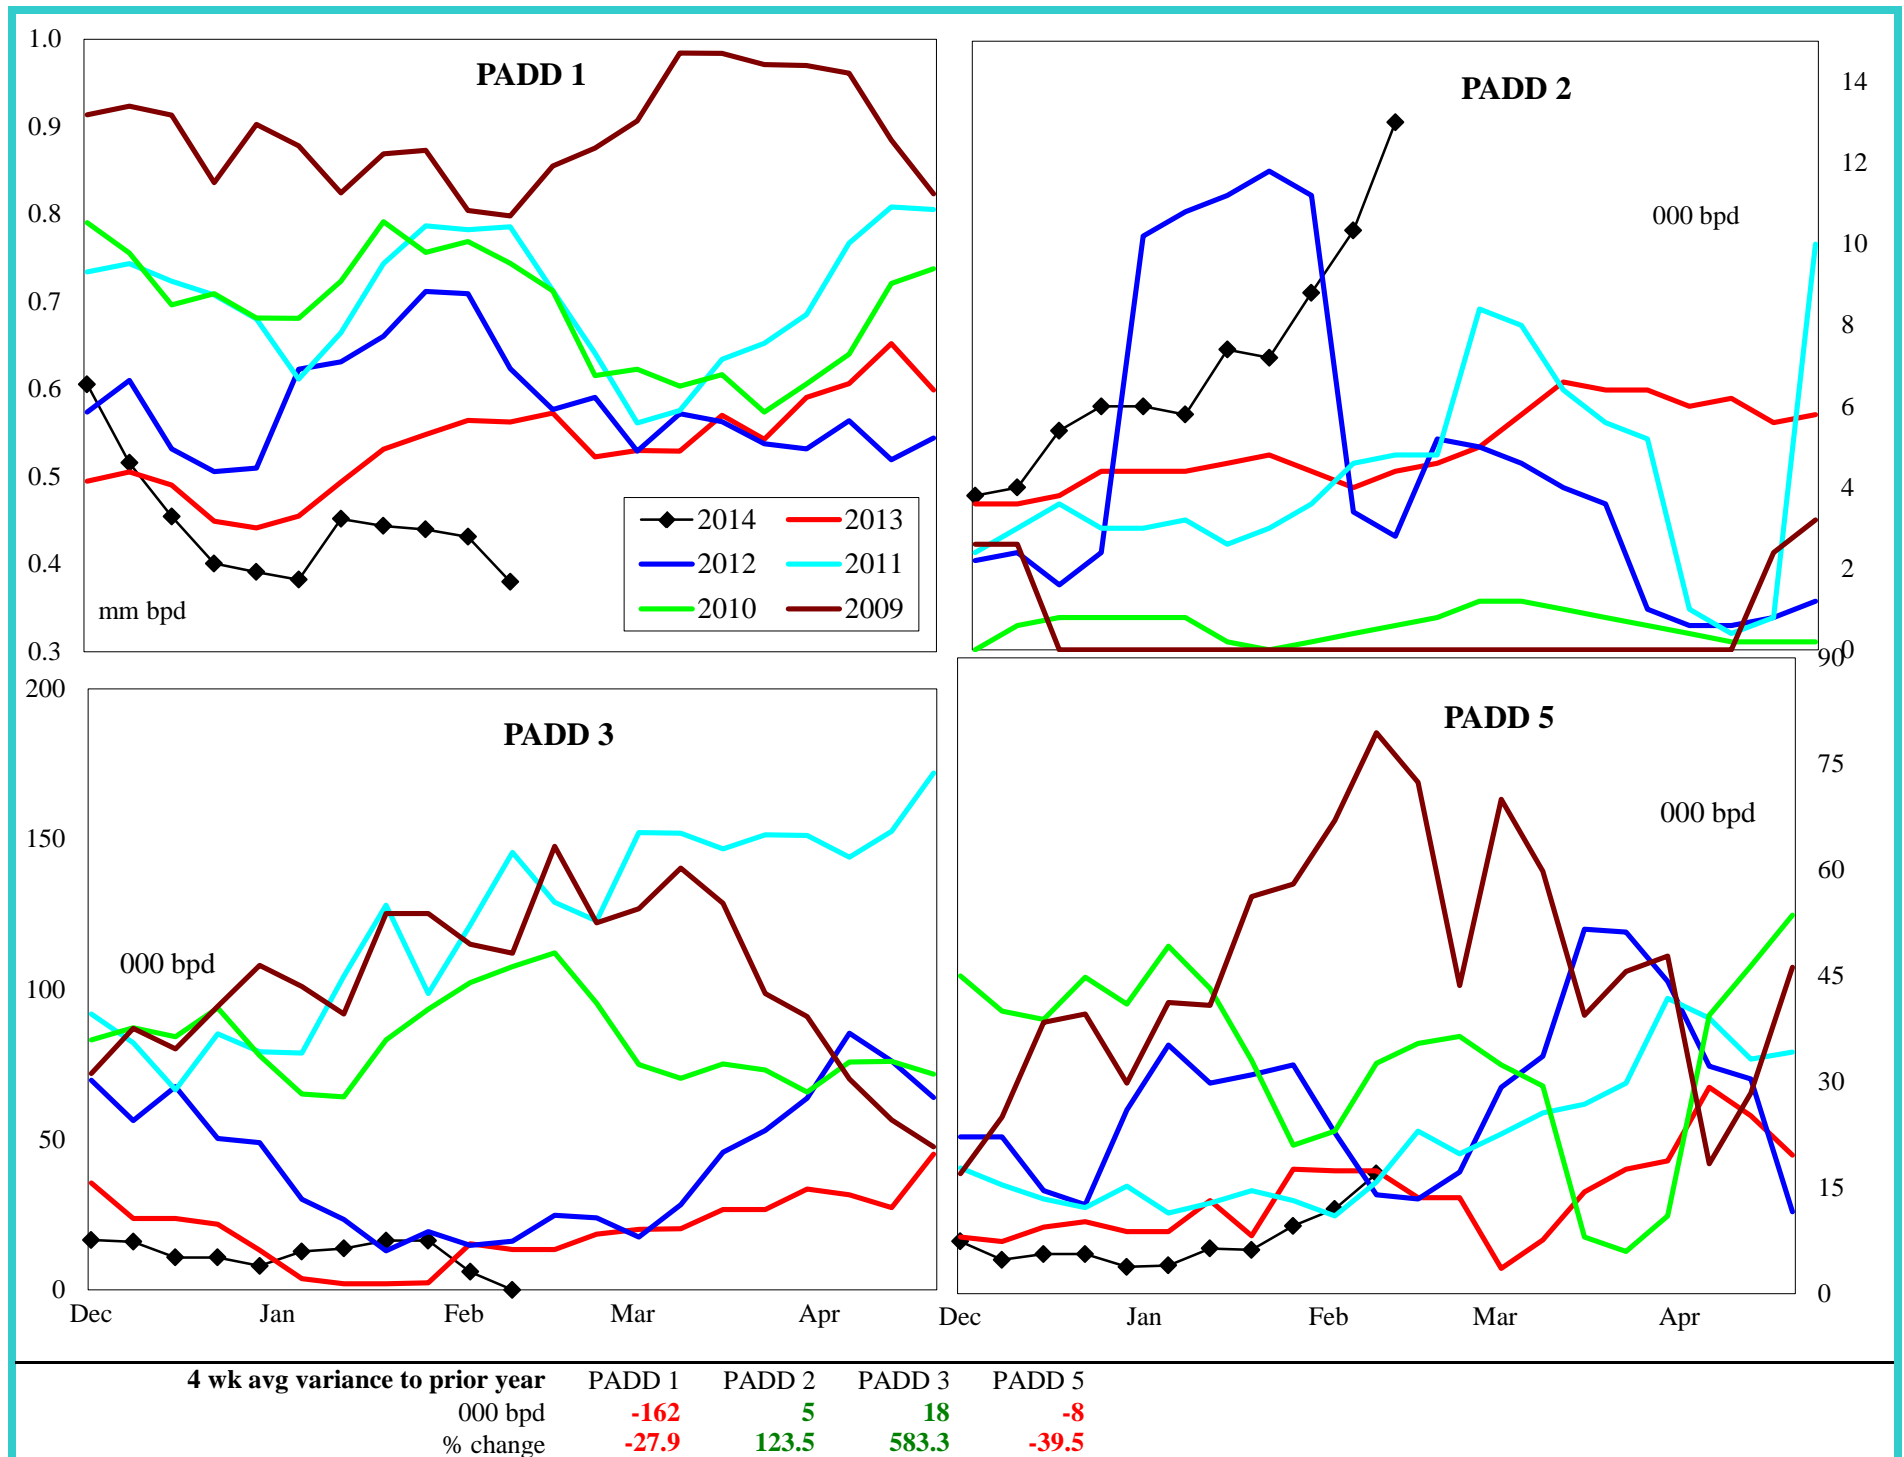 PADD 1
1.0
0.9
0.8
0.7
0.6
0.5
0.4
0.3
mm bpd
2014 2013
2012 2011
2010 2009
PADD 2
000 bpd
14
12
10
8
6
4
2
0
PADD 3
000 bpd
200
150
100
50
0
Dec Jan Feb Mar Apr
PADD 5
000 bpd
90
75
60
45
30
15
0
Dec Jan Feb Mar Apr
4 wk avg variance to prior year PADD 1 PADD 2 PADD 3 PADD 5
000 bpd -162 5 18 -8
% change -27.9 123.5 583.3 -39.5